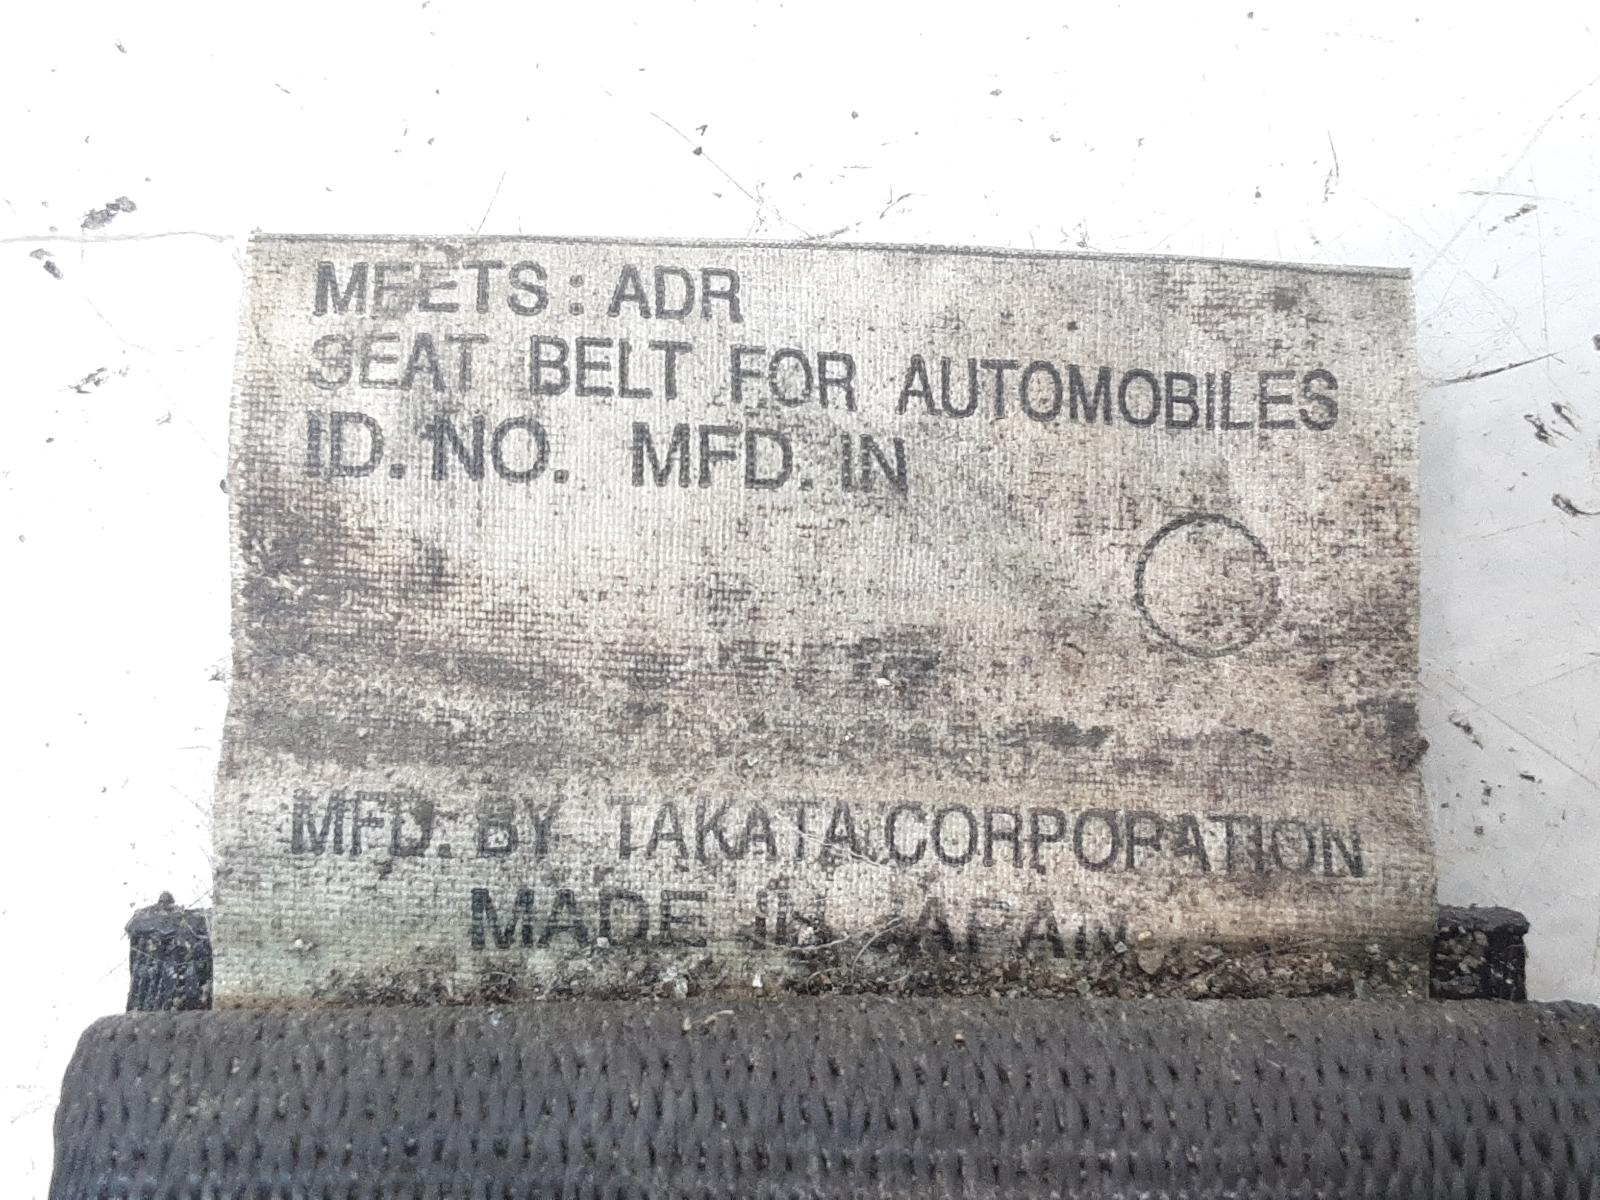 MEETS : ADR
SEAT BELT FOR AUTOMOBILES
ID. NO. MFD. IN
MFD. BY TAKATA CORPORATION
MADE IN JAPAN